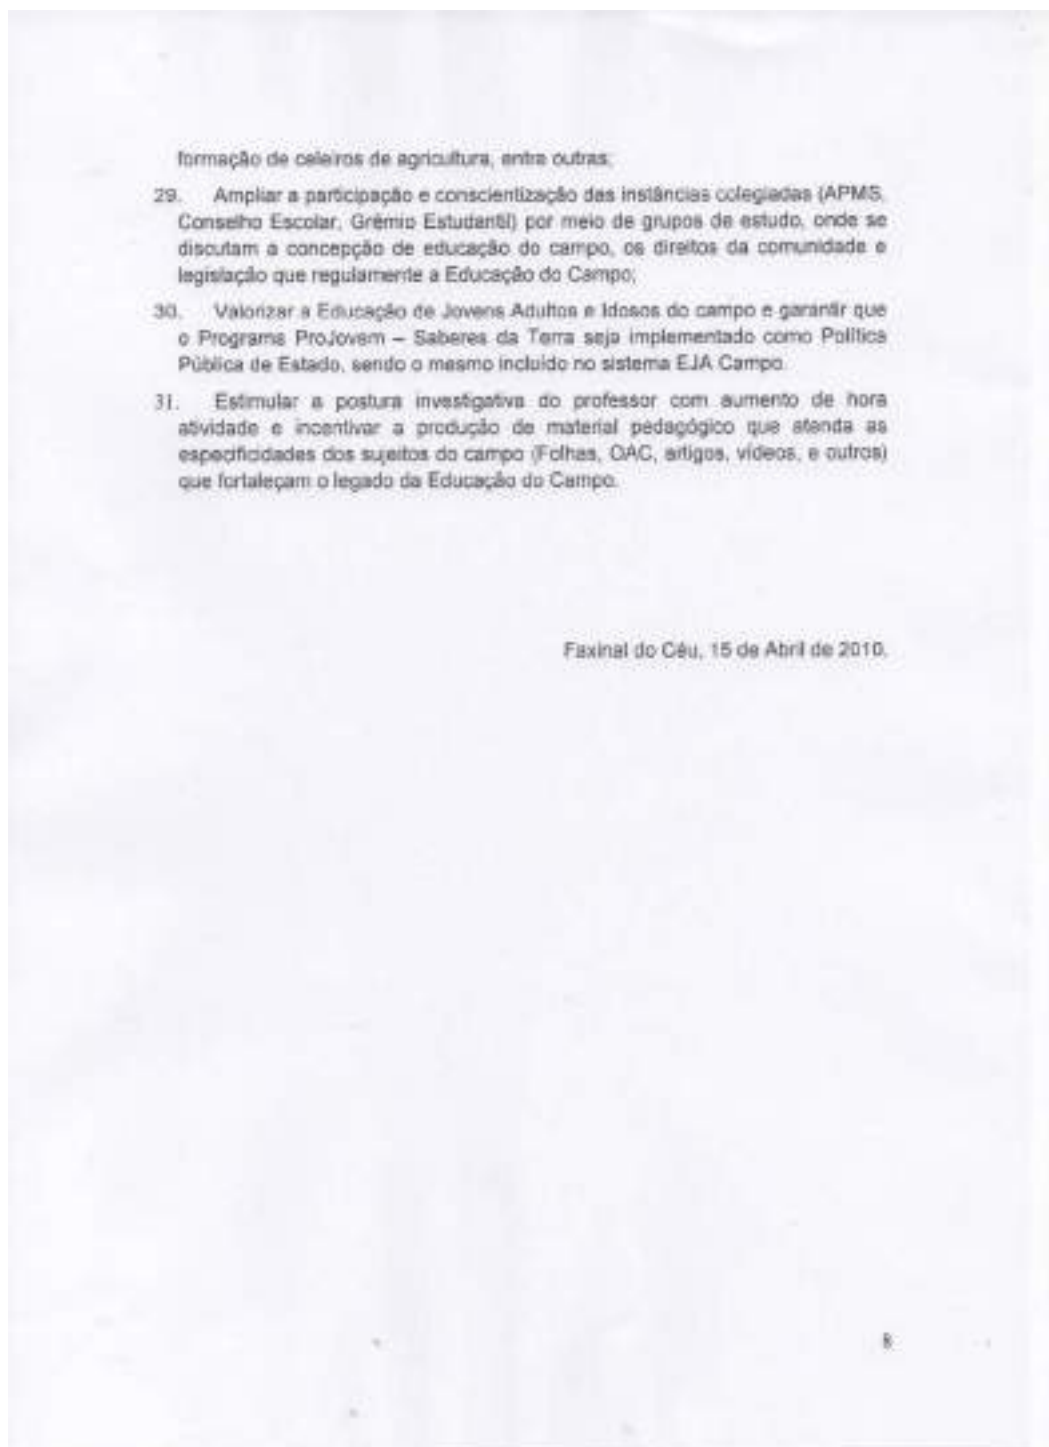 formação de celeiros de agricultura, entre outras;
29. Ampliar a participação e conscientização das instâncias colegiadas (APMS,
Conselho Escolar, Grêmio Estudantil) por meio de grupos de estudo, onde se
discutam a concepção de educação do campo, os direitos da comunidade e
legislação que regulamente a Educação do Campo;
30. Valorizar a Educação de Jovens Adultos e Idosos do campo e garantir que
o Programa ProJovem – Saberes da Terra seja implementado como Política
Pública de Estado, sendo o mesmo incluído no sistema EJA Campo.
31. Estimular a postura investigativa do professor com aumento de hora
atividade e incentivar a produção de material pedagógico que atenda as
especificidades dos sujeitos do campo (Folhas, OAC, artigos, vídeos, e outros)
que fortaleçam o legado da Educação do Campo.
Faxinal do Céu, 15 de Abril de 2010.
8